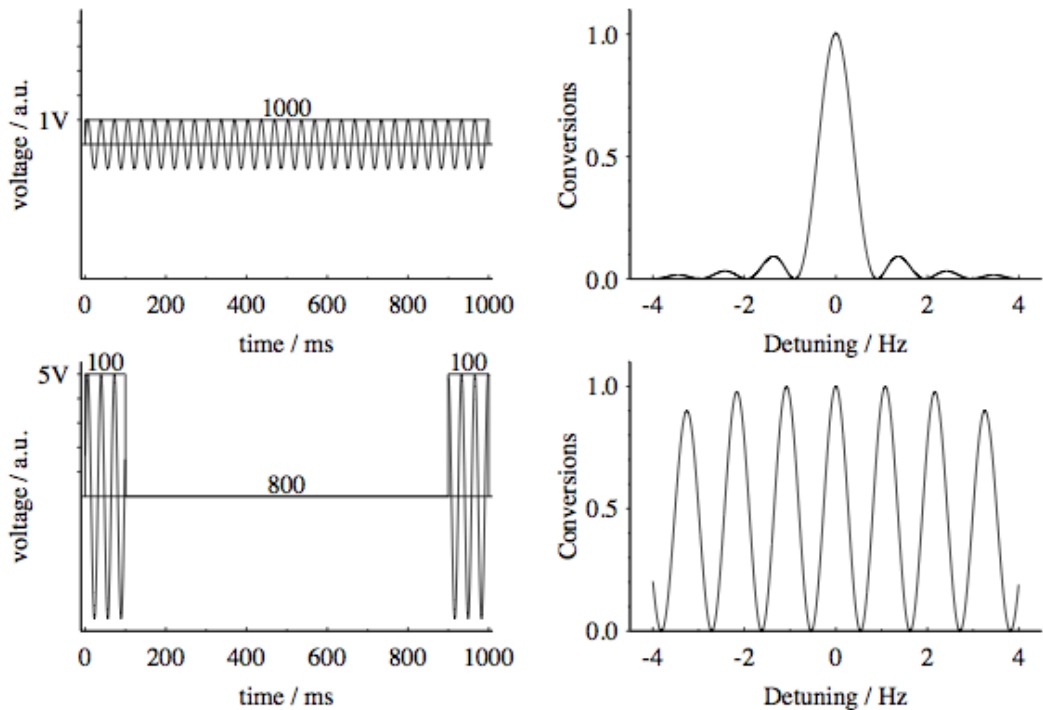 voltage / a.u.
1V
1000
0 200 400 600 800 1000
time / ms
Conversions
1.0
0.5
0.0
-4 -2 0 2 4
Detuning / Hz
voltage / a.u.
5V
100 100
800
0 200 400 600 800 1000
time / ms
Conversions
1.0
0.5
0.0
-4 -2 0 2 4
Detuning / Hz